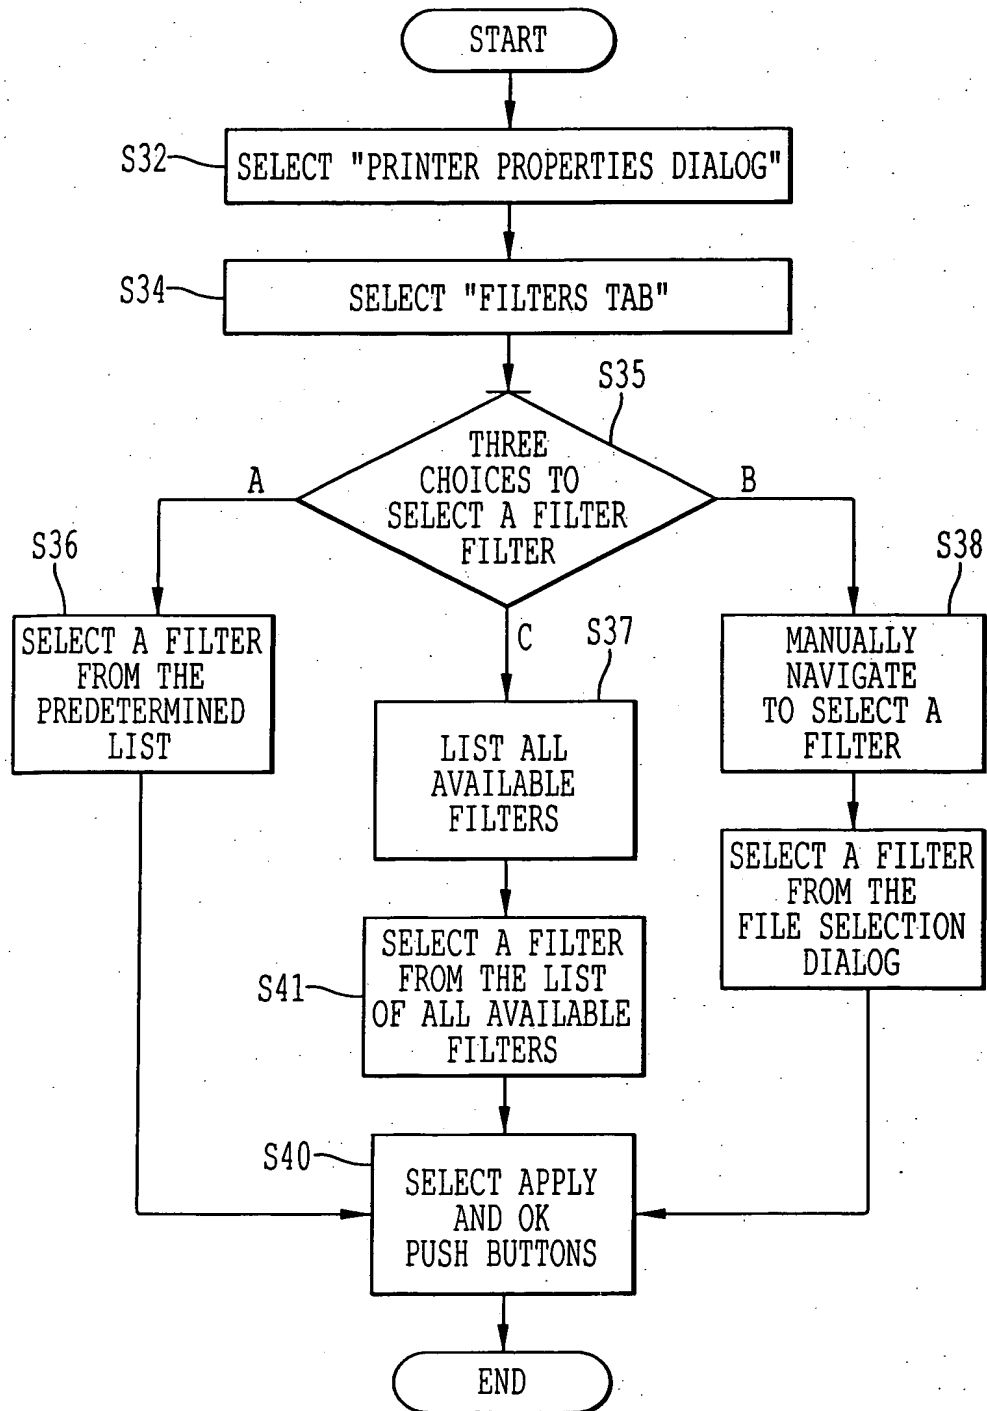 START
S32
SELECT "PRINTER PROPERTIES DIALOG"
S34
SELECT "FILTERS TAB"
S35
THREE
CHOICES TO
SELECT A FILTER
FILTER
A
B
C
S36
SELECT A FILTER
FROM THE
PREDETERMINED
LIST
S37
LIST ALL
AVAILABLE
FILTERS
S38
MANUALLY
NAVIGATE
TO SELECT A
FILTER
S41
SELECT A FILTER
FROM THE LIST
OF ALL AVAILABLE
FILTERS
SELECT A FILTER
FROM THE
FILE SELECTION
DIALOG
S40
SELECT APPLY
AND OK
PUSH BUTTONS
END